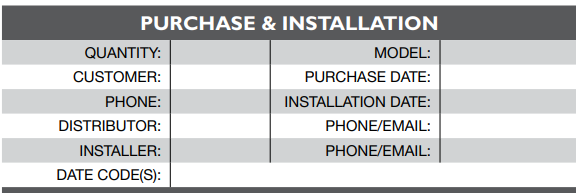 PURCHASE & INSTALLATION
QUANTITY: MODEL:
CUSTOMER: PURCHASE DATE:
PHONE: INSTALLATION DATE:
DISTRIBUTOR: PHONE/EMAIL:
INSTALLER: PHONE/EMAIL:
DATE CODE(S):